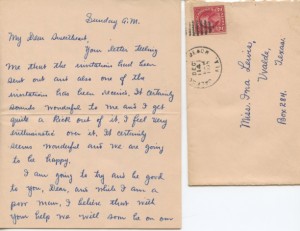 Sunday A.M.
My Dear Sweetheart,
Your letter telling
me that the invitations had been
sent out and also one of the
invitations has been received. It certainly
sounds wonderful to me and I get
quite a Kick out of it. I feel very
enthusiastic over it. It certainly
seems wonderful and we are going
to be happy.
I am going to try and be good
to you, Dear, and while I am a
poor man, I believe that with
your help we will soon be on our
Miss. Ina Lewis,
Uvalde,
Texas.
Box 284.